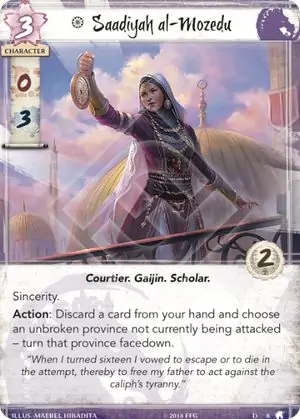 3
Saadiyah al-Mozedu
CHARACTER
0
3
2
Courtier. Gaijin. Scholar.
Sincerity.
Action: Discard a card from your hand and choose
an unbroken province not currently being attacked
– turn that province facedown.
"When I turned sixteen I vowed to escape or to die in
the attempt, thereby to free my father to act against the
caliph's tyranny."
ILLUS-MATEREL HIBADITA
© 2018 FFG
D
8